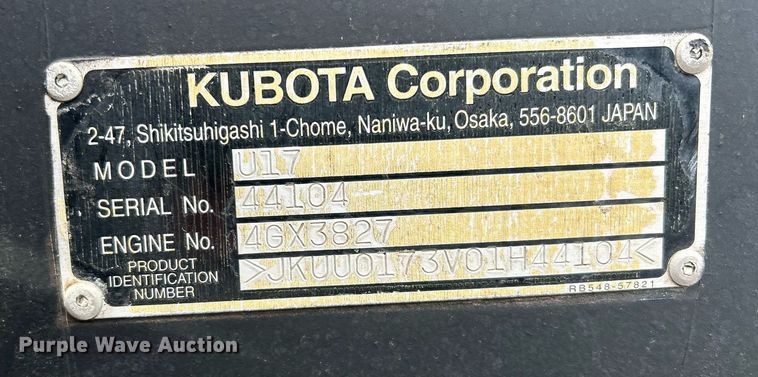 KUBOTA Corporation
2-47, Shikitsuhigashi 1-Chome, Naniwa-ku, Osaka, 556-8601 JAPAN
MODEL U17
SERIAL No. 44104
ENGINE No. 4GX3827
PRODUCT IDENTIFICATION NUMBER >JKUU0173V01H44104<
RB548-57821
Purple Wave Auction